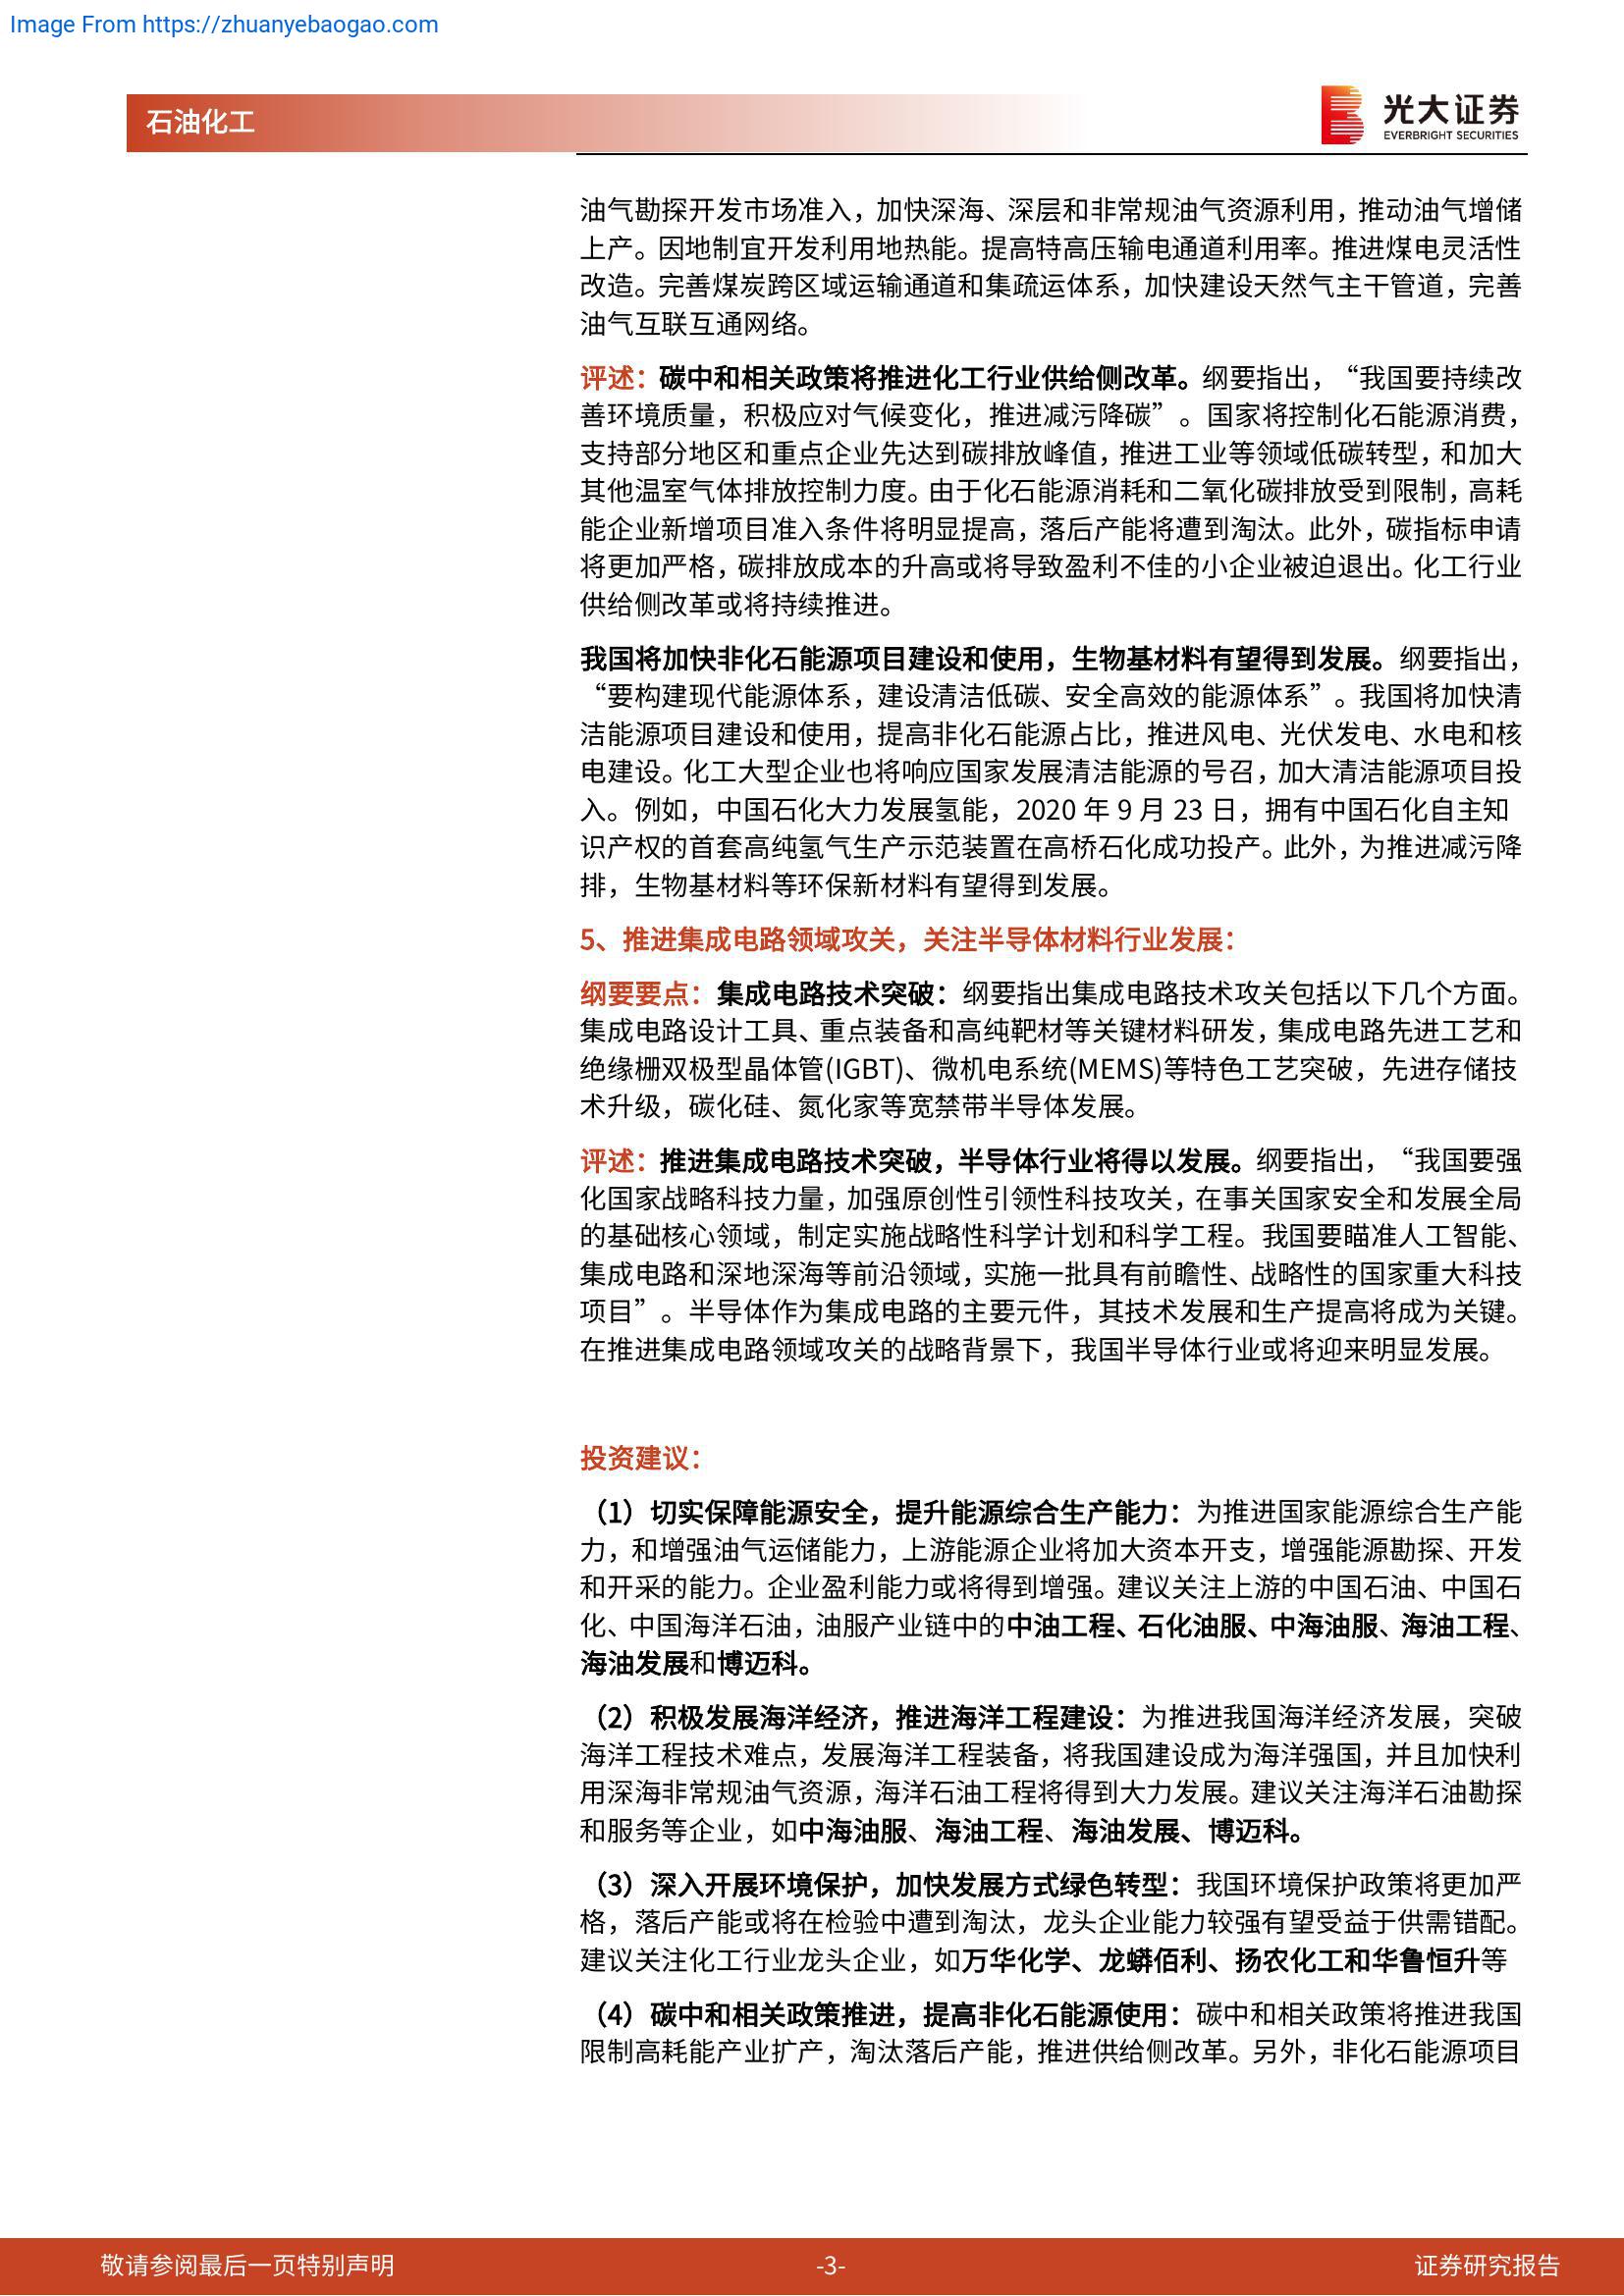 Image From https://zhuanyebaogao.com
石油化工
光大证券
EVERBRIGHT SECURITIES
油气勘探开发市场准入，加快深海、深层和非常规油气资源利用，推动油气增储
上产。因地制宜开发利用地热能。提高特高压输电通道利用率。推进煤电灵活性
改造。完善煤炭跨区域运输通道和集疏运体系，加快建设天然气主干管道，完善
油气互联互通网络。
评述：碳中和相关政策将推进化工行业供给侧改革。纲要指出，“我国要持续改
善环境质量，积极应对气候变化，推进减污降碳”。国家将控制化石能源消费，
支持部分地区和重点企业先达到碳排放峰值，推进工业等领域低碳转型，和加大
其他温室气体排放控制力度。由于化石能源消耗和二氧化碳排放受到限制，高耗
能企业新增项目准入条件将明显提高，落后产能将遭到淘汰。此外，碳指标申请
将更加严格，碳排放成本的升高或将导致盈利不佳的小企业被迫退出。化工行业
供给侧改革或将持续推进。
我国将加快非化石能源项目建设和使用，生物基材料有望得到发展。纲要指出，
“要构建现代能源体系，建设清洁低碳、安全高效的能源体系”。我国将加快清
洁能源项目建设和使用，提高非化石能源占比，推进风电、光伏发电、水电和核
电建设。化工大型企业也将响应国家发展清洁能源的号召，加大清洁能源项目投
入。例如，中国石化大力发展氢能，2020 年 9 月 23 日，拥有中国石化自主知
识产权的首套高纯氢气生产示范装置在高桥石化成功投产。此外，为推进减污降
排，生物基材料等环保新材料有望得到发展。
5、推进集成电路领域攻关，关注半导体材料行业发展：
纲要要点：集成电路技术突破：纲要指出集成电路技术攻关包括以下几个方面。
集成电路设计工具、重点装备和高纯靶材等关键材料研发，集成电路先进工艺和
绝缘栅双极型晶体管(IGBT)、微机电系统(MEMS)等特色工艺突破，先进存储技
术升级，碳化硅、氮化家等宽禁带半导体发展。
评述：推进集成电路技术突破，半导体行业将得以发展。纲要指出，“我国要强
化国家战略科技力量，加强原创性引领性科技攻关，在事关国家安全和发展全局
的基础核心领域，制定实施战略性科学计划和科学工程。我国要瞄准人工智能、
集成电路和深地深海等前沿领域，实施一批具有前瞻性、战略性的国家重大科技
项目”。半导体作为集成电路的主要元件，其技术发展和生产提高将成为关键。
在推进集成电路领域攻关的战略背景下，我国半导体行业或将迎来明显发展。
投资建议：
（1）切实保障能源安全，提升能源综合生产能力：为推进国家能源综合生产能
力，和增强油气运储能力，上游能源企业将加大资本开支，增强能源勘探、开发
和开采的能力。企业盈利能力或将得到增强。建议关注上游的中国石油、中国石
化、中国海洋石油，油服产业链中的中油工程、石化油服、中海油服、海油工程、
海油发展和博迈科。
（2）积极发展海洋经济，推进海洋工程建设：为推进我国海洋经济发展，突破
海洋工程技术难点，发展海洋工程装备，将我国建设成为海洋强国，并且加快利
用深海非常规油气资源，海洋石油工程将得到大力发展。建议关注海洋石油勘探
和服务等企业，如中海油服、海油工程、海油发展、博迈科。
（3）深入开展环境保护，加快发展方式绿色转型：我国环境保护政策将更加严
格，落后产能或将在检验中遭到淘汰，龙头企业能力较强有望受益于供需错配。
建议关注化工行业龙头企业，如万华化学、龙蟒佰利、扬农化工和华鲁恒升等
（4）碳中和相关政策推进，提高非化石能源使用：碳中和相关政策将推进我国
限制高耗能产业扩产，淘汰落后产能，推进供给侧改革。另外，非化石能源项目
敬请参阅最后一页特别声明
-3-
证券研究报告